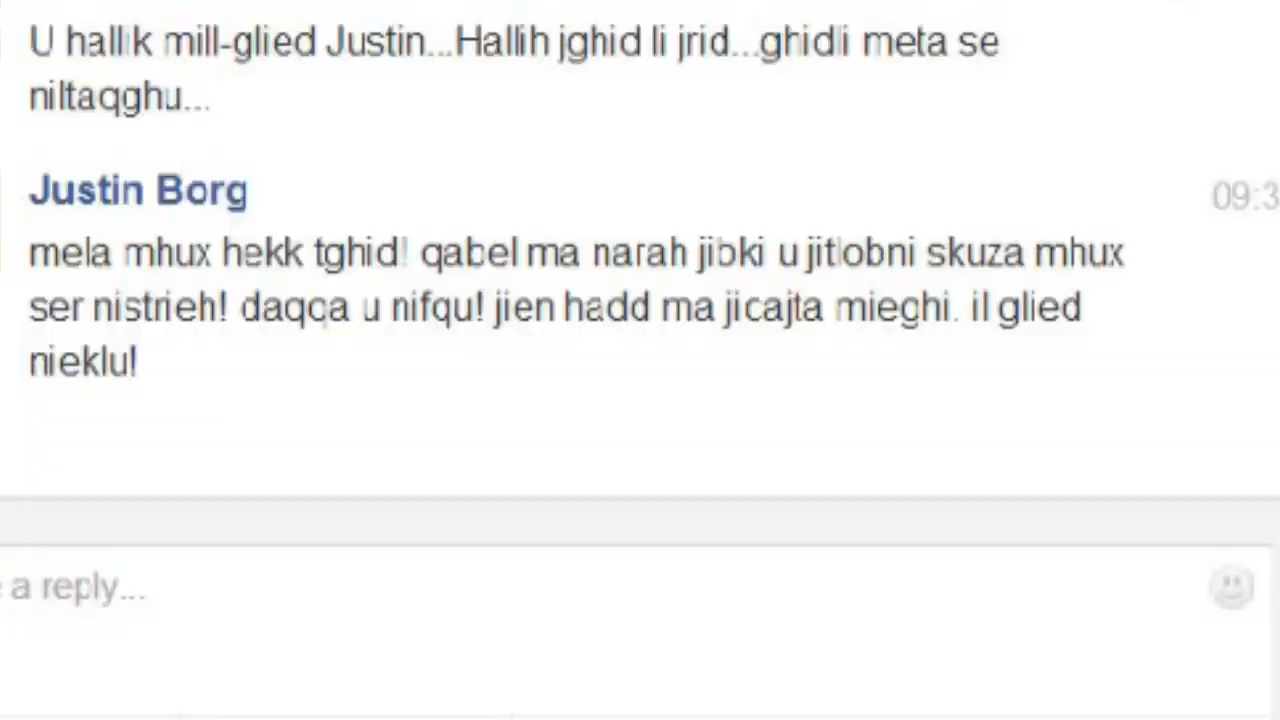 U hallik mill-glied Justin...Hallih jghid li jrid...ghidli meta se
niltaqghu...
Justin Borg
09:3
mela mhux hekk tghid! qabel ma narah jibki u jitlobni skuza mhux
ser nistrieh! daqqa u nifqu! jien hadd ma jicajta mieghi. il glied
nieklu!
a reply...